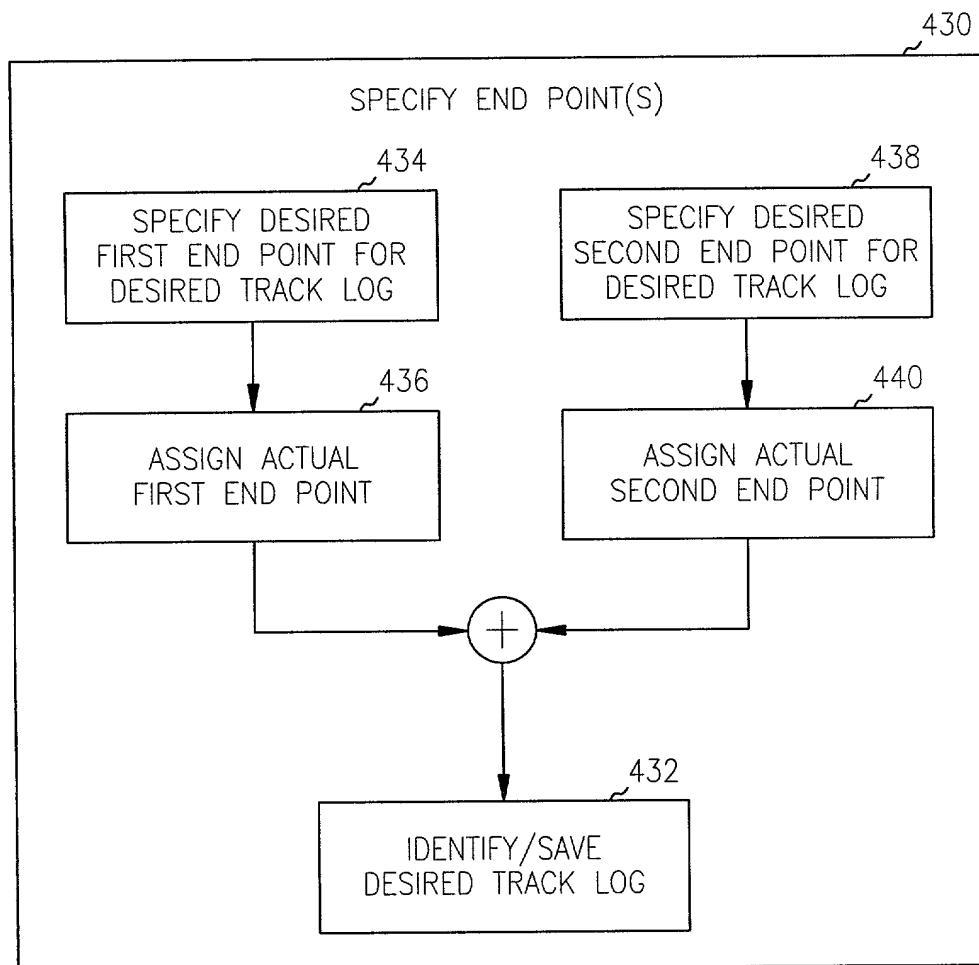 430
SPECIFY END POINT(S)
434
SPECIFY DESIRED
FIRST END POINT FOR
DESIRED TRACK LOG
438
SPECIFY DESIRED
SECOND END POINT FOR
DESIRED TRACK LOG
436
ASSIGN ACTUAL
FIRST END POINT
440
ASSIGN ACTUAL
SECOND END POINT
+
432
IDENTIFY/SAVE
DESIRED TRACK LOG